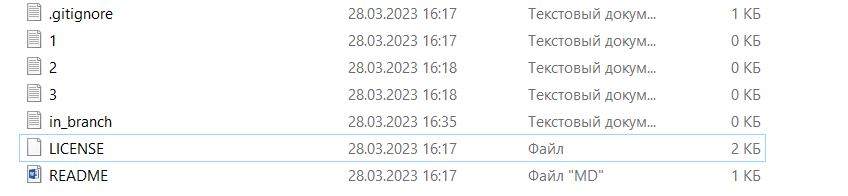 .gitignore 28.03.2023 16:17 Текстовый докум... 1 КБ
1 28.03.2023 16:17 Текстовый докум... 0 КБ
2 28.03.2023 16:18 Текстовый докум... 0 КБ
3 28.03.2023 16:18 Текстовый докум... 0 КБ
in_branch 28.03.2023 16:35 Текстовый докум... 0 КБ
LICENSE 28.03.2023 16:17 Файл 2 КБ
README 28.03.2023 16:17 Файл "MD" 1 КБ